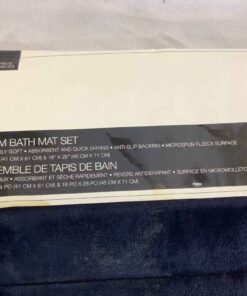 M BATH MAT SET
LY SOFT • ABSORBENT AND QUICK DRYING • ANTI-SLIP BACKING • MICROSPUN FLEECE SURFACE
(41 CM X 61 CM) & 18" X 28" (46 CM X 71 CM)
EMBLE DE TAPIS DE BAIN
UX • ABSORBANT ET SÈCHE RAPIDEMENT • REVERS ANTIDÉRAPANT • SURFACE EN MICROMOLLETO
PO (41 CM X 61 CM) & 18 PO X 28 PO (46 CM X 71 CM)